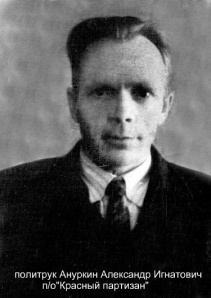 политрук Ануркин Александр Игнатович
п/о"Красный партизан"